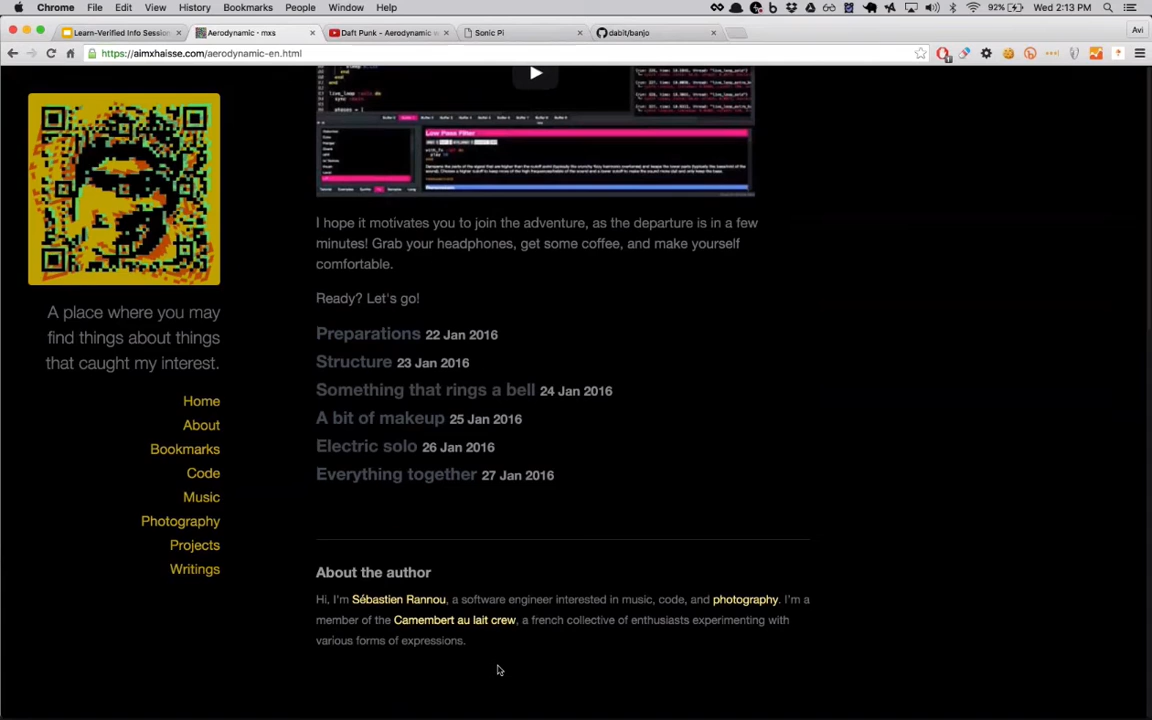 Chrome File Edit View History Bookmarks People Window Help 92% Wed 2:13 PM
Learn-Verified Info Session Aerodynamic · mxs Daft Punk - Aerodynamic Sonic Pi dabit/banjo Avi
https://aimxhaisse.com/aerodynamic-en.html
Low Pass Filter
I hope it motivates you to join the adventure, as the departure is in a few
minutes! Grab your headphones, get some coffee, and make yourself
comfortable.
Ready? Let's go!
A place where you may
find things about things
that caught my interest.
Home
About
Bookmarks
Code
Music
Photography
Projects
Writings
Preparations 22 Jan 2016
Structure 23 Jan 2016
Something that rings a bell 24 Jan 2016
A bit of makeup 25 Jan 2016
Electric solo 26 Jan 2016
Everything together 27 Jan 2016
About the author
Hi, I'm Sébastien Rannou, a software engineer interested in music, code, and photography. I'm a
member of the Camembert au lait crew, a french collective of enthusiasts experimenting with
various forms of expressions.